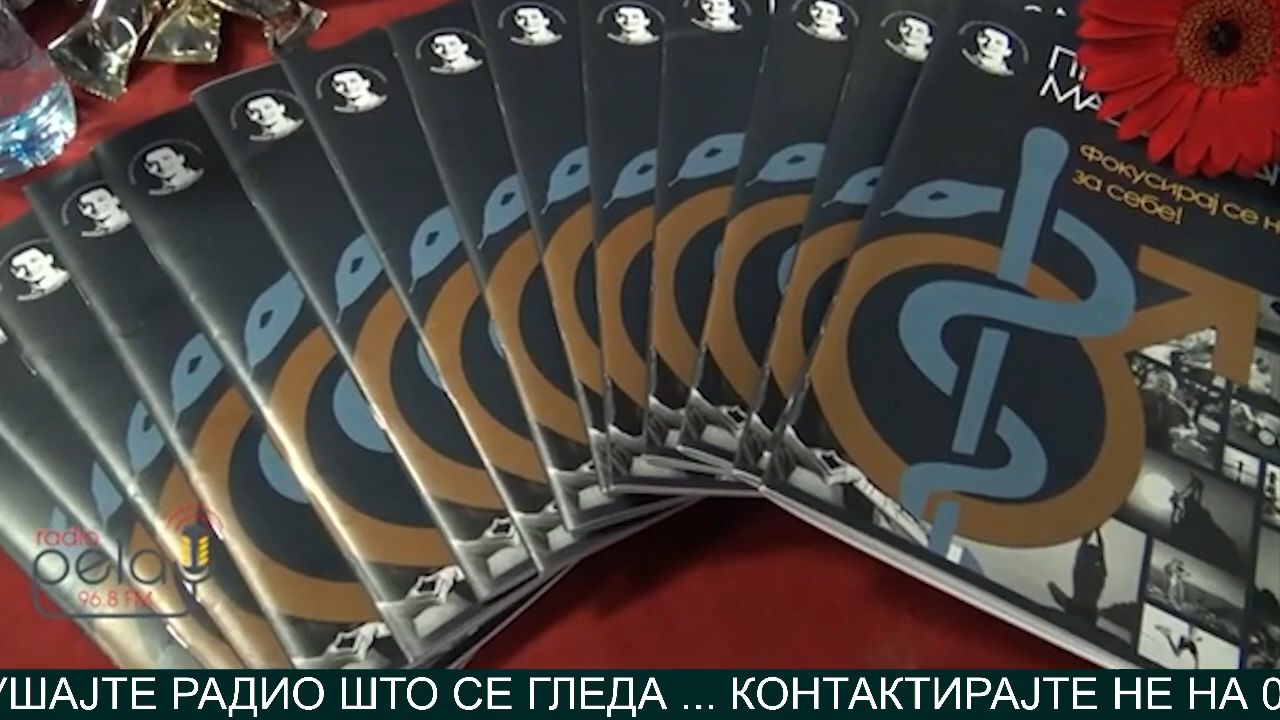 Фокусирај се н
за себе!
radio
pela
96.8 FM
УШАЈТЕ РАДИО ШТО СЕ ГЛЕДА ... КОНТАКТИРАЈТЕ НЕ НА 0